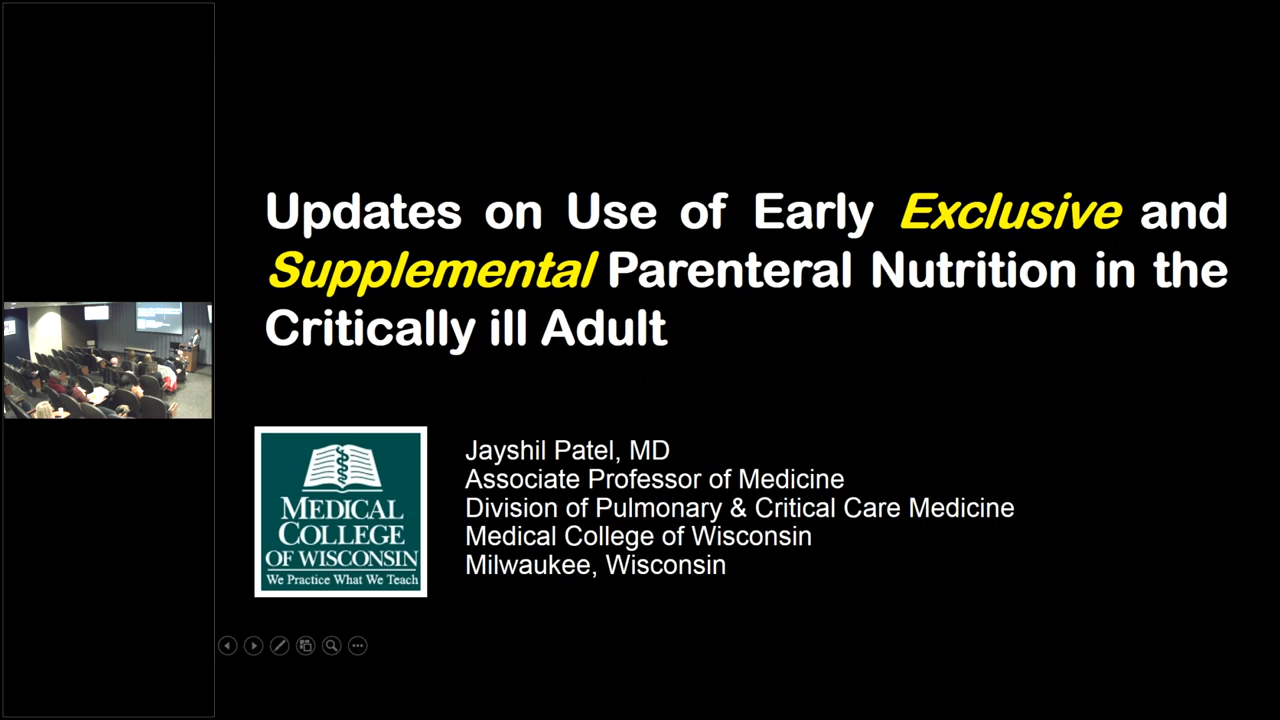 Updates on Use of Early Exclusive and
Supplemental Parenteral Nutrition in the
Critically ill Adult
MEDICAL
COLLEGE
OF WISCONSIN
We Practice What We Teach
Jayshil Patel, MD
Associate Professor of Medicine
Division of Pulmonary & Critical Care Medicine
Medical College of Wisconsin
Milwaukee, Wisconsin